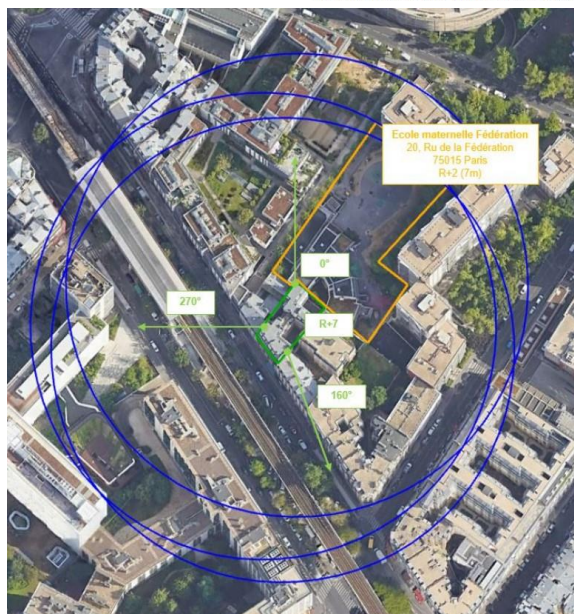 Ecole maternelle Fédération
20, Ru de la Fédération
75015 Paris
R+2 (7m)
0°
270°
R+7
160°